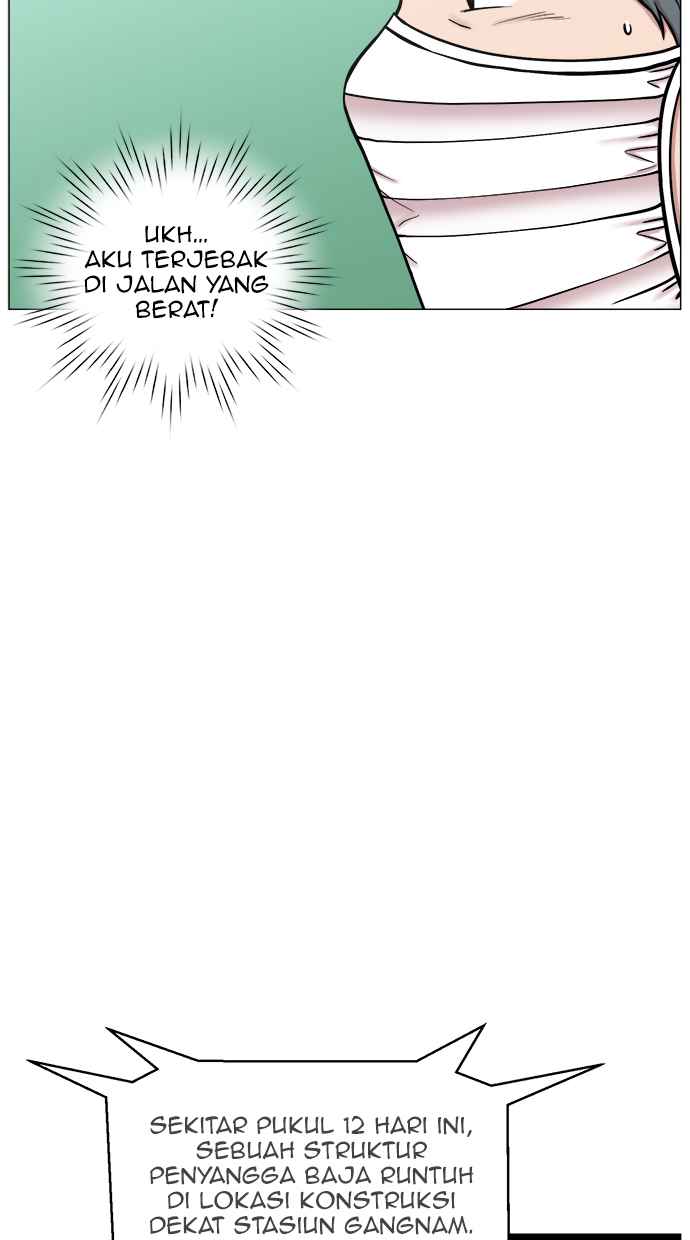 UKH...
AKU TERJEBAK
DI JALAN YANG
BERAT!
SEKITAR PUKUL 12 HARI INI,
SEBUAH STRUKTUR
PENYANGGA BAJA RUNTUH
DI LOKASI KONSTRUKSI
DEKAT STASIUN GANGNAM.